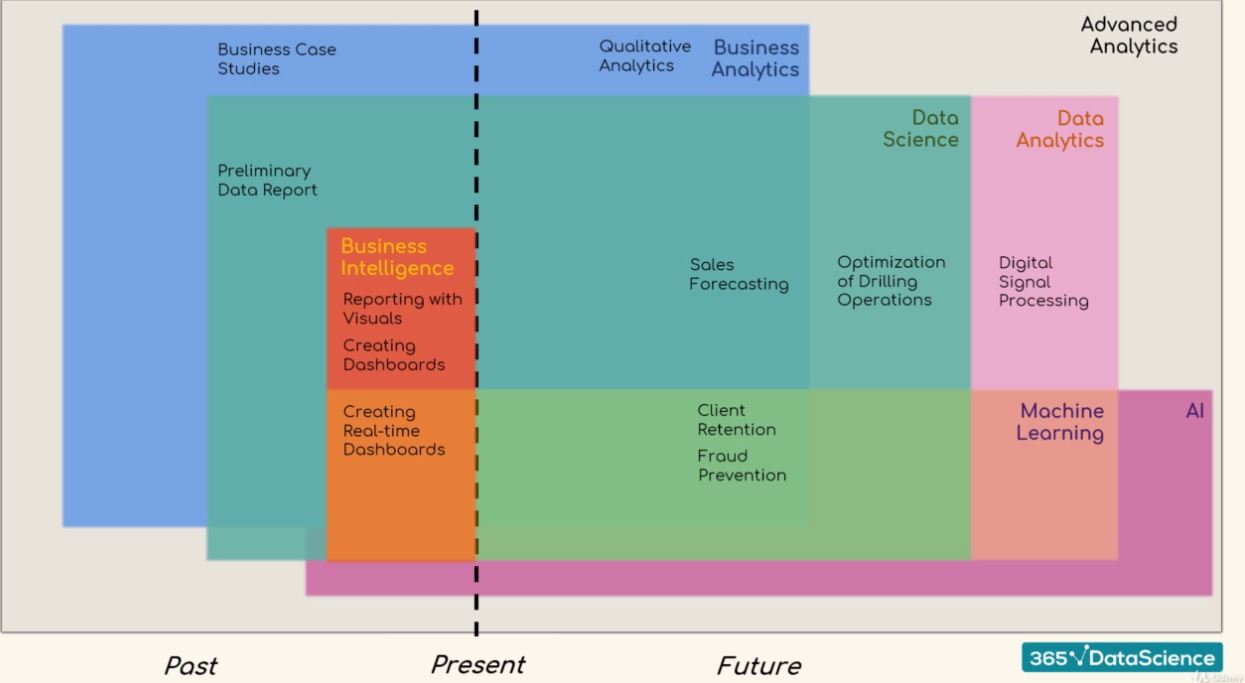 Advanced
Analytics
Business Case
Studies
Qualitative
Analytics
Business
Analytics
Data
Science
Data
Analytics
Preliminary
Data Report
Business
Intelligence
Reporting with
Visuals
Creating
Dashboards
Sales
Forecasting
Optimization
of Drilling
Operations
Digital
Signal
Processing
Creating
Real-time
Dashboards
Client
Retention
Fraud
Prevention
Machine
Learning
AI
Past
Present
Future
365 DataScience
Udemy